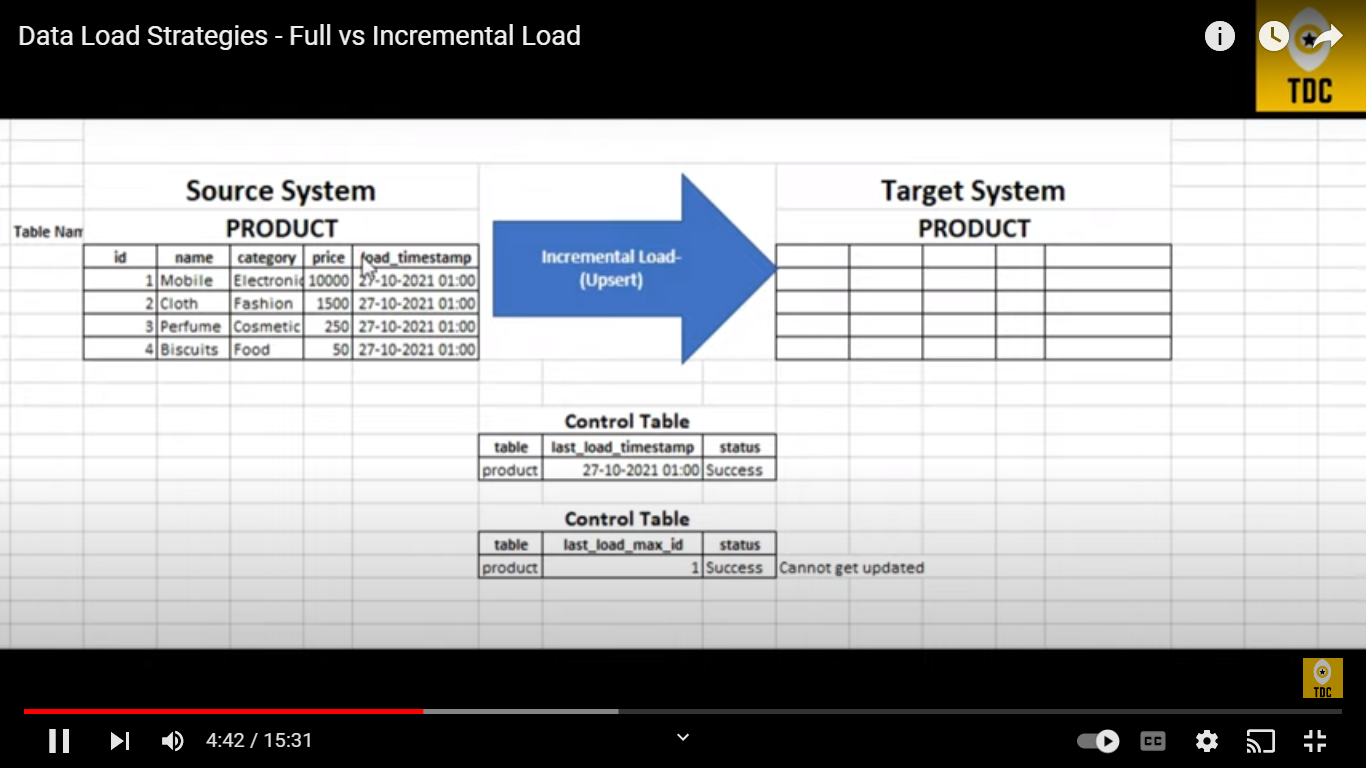 Data Load Strategies - Full vs Incremental Load
TDC
Source System
Target System
Table Nam
PRODUCT
PRODUCT
id name category price load_timestamp
1 Mobile Electronic 10000 27-10-2021 01:00
2 Cloth Fashion 1500 27-10-2021 01:00
3 Perfume Cosmetic 250 27-10-2021 01:00
4 Biscuits Food 50 27-10-2021 01:00
Incremental Load-
(Upsert)
Control Table
table last_load_timestamp status
product 27-10-2021 01:00 Success
Control Table
table last_load_max_id status
product 1 Success Cannot get updated
TDC
4:42 / 15:31
CC